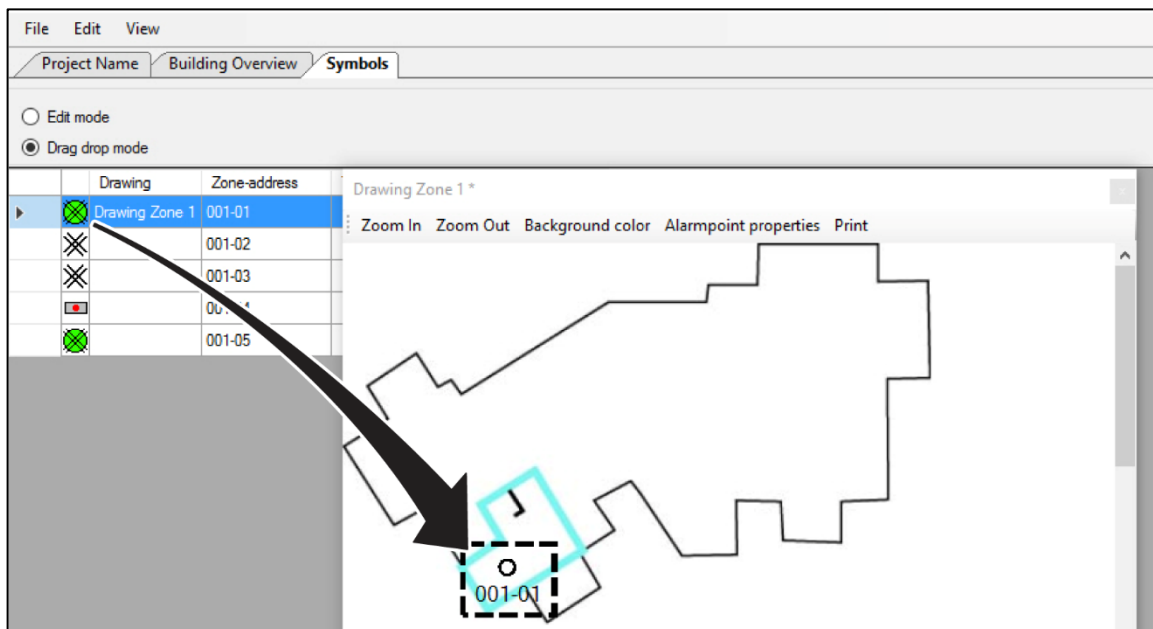 File Edit View
Project Name Building Overview Symbols
Edit mode
Drag drop mode
Drawing Zone-address
Drawing Zone 1 001-01
001-02
001-03
001-05
Drawing Zone 1 *
Zoom In Zoom Out Background color Alarmpoint properties Print
001-01